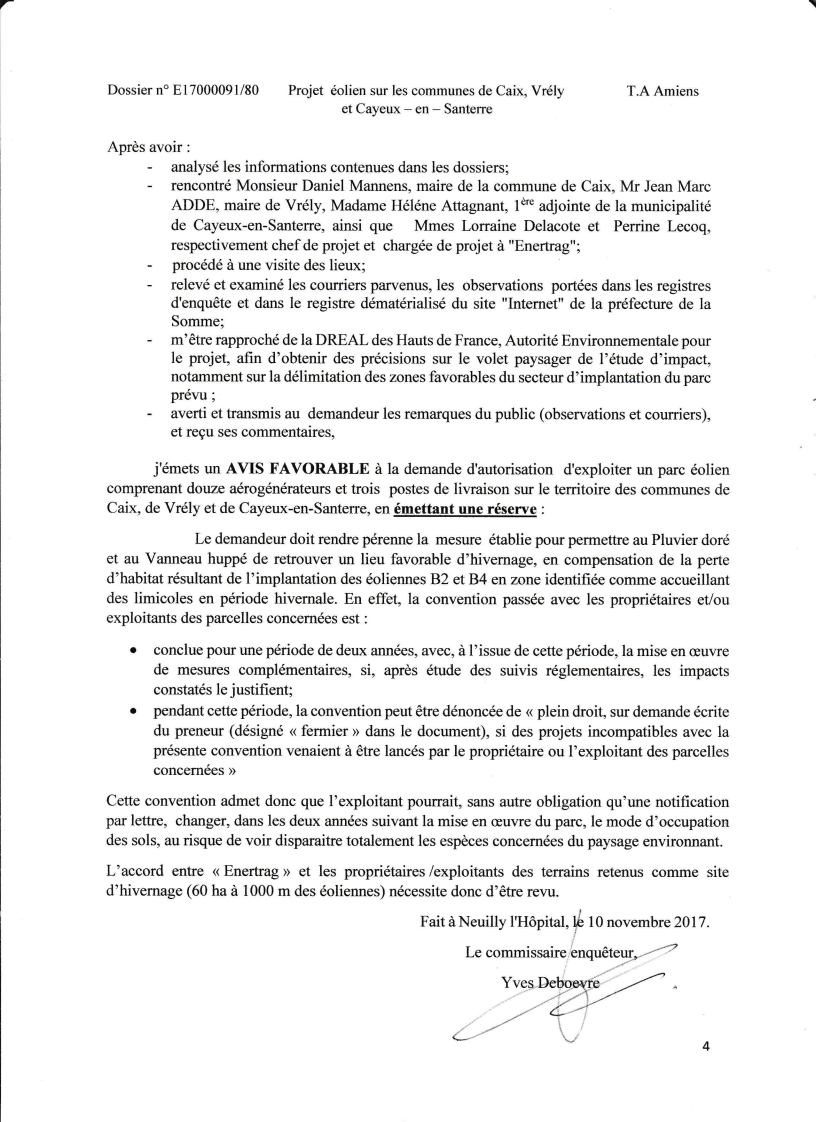 Dossier n° E17000091/80 Projet éolien sur les communes de Caix, Vrély T.A Amiens
et Cayeux – en – Santerre
Après avoir :
- analysé les informations contenues dans les dossiers;
- rencontré Monsieur Daniel Mannens, maire de la commune de Caix, Mr Jean Marc
ADDE, maire de Vrély, Madame Héléne Attagnant, 1ère adjointe de la municipalité
de Cayeux-en-Santerre, ainsi que Mmes Lorraine Delacote et Perrine Lecoq,
respectivement chef de projet et chargée de projet à "Enertrag";
- procédé à une visite des lieux;
- relevé et examiné les courriers parvenus, les observations portées dans les registres
d'enquête et dans le registre dématérialisé du site "Internet" de la préfecture de la
Somme;
- m'être rapproché de la DREAL des Hauts de France, Autorité Environnementale pour
le projet, afin d'obtenir des précisions sur le volet paysager de l'étude d'impact,
notamment sur la délimitation des zones favorables du secteur d'implantation du parc
prévu ;
- averti et transmis au demandeur les remarques du public (observations et courriers),
et reçu ses commentaires,
j'émets un AVIS FAVORABLE à la demande d'autorisation d'exploiter un parc éolien
comprenant douze aérogénérateurs et trois postes de livraison sur le territoire des communes de
Caix, de Vrély et de Cayeux-en-Santerre, en émettant une réserve :
Le demandeur doit rendre pérenne la mesure établie pour permettre au Pluvier doré
et au Vanneau huppé de retrouver un lieu favorable d'hivernage, en compensation de la perte
d'habitat résultant de l'implantation des éoliennes B2 et B4 en zone identifiée comme accueillant
des limicoles en période hivernale. En effet, la convention passée avec les propriétaires et/ou
exploitants des parcelles concernées est :
• conclue pour une période de deux années, avec, à l'issue de cette période, la mise en œuvre
de mesures complémentaires, si, après étude des suivis réglementaires, les impacts
constatés le justifient;
• pendant cette période, la convention peut être dénoncée de « plein droit, sur demande écrite
du preneur (désigné « fermier » dans le document), si des projets incompatibles avec la
présente convention venaient à être lancés par le propriétaire ou l'exploitant des parcelles
concernées »
Cette convention admet donc que l'exploitant pourrait, sans autre obligation qu'une notification
par lettre, changer, dans les deux années suivant la mise en œuvre du parc, le mode d'occupation
des sols, au risque de voir disparaitre totalement les espèces concernées du paysage environnant.
L'accord entre « Enertrag » et les propriétaires /exploitants des terrains retenus comme site
d'hivernage (60 ha à 1000 m des éoliennes) nécessite donc d'être revu.
Fait à Neuilly l'Hôpital, le 10 novembre 2017.
Le commissaire enquêteur,
Yves Deboevre
4